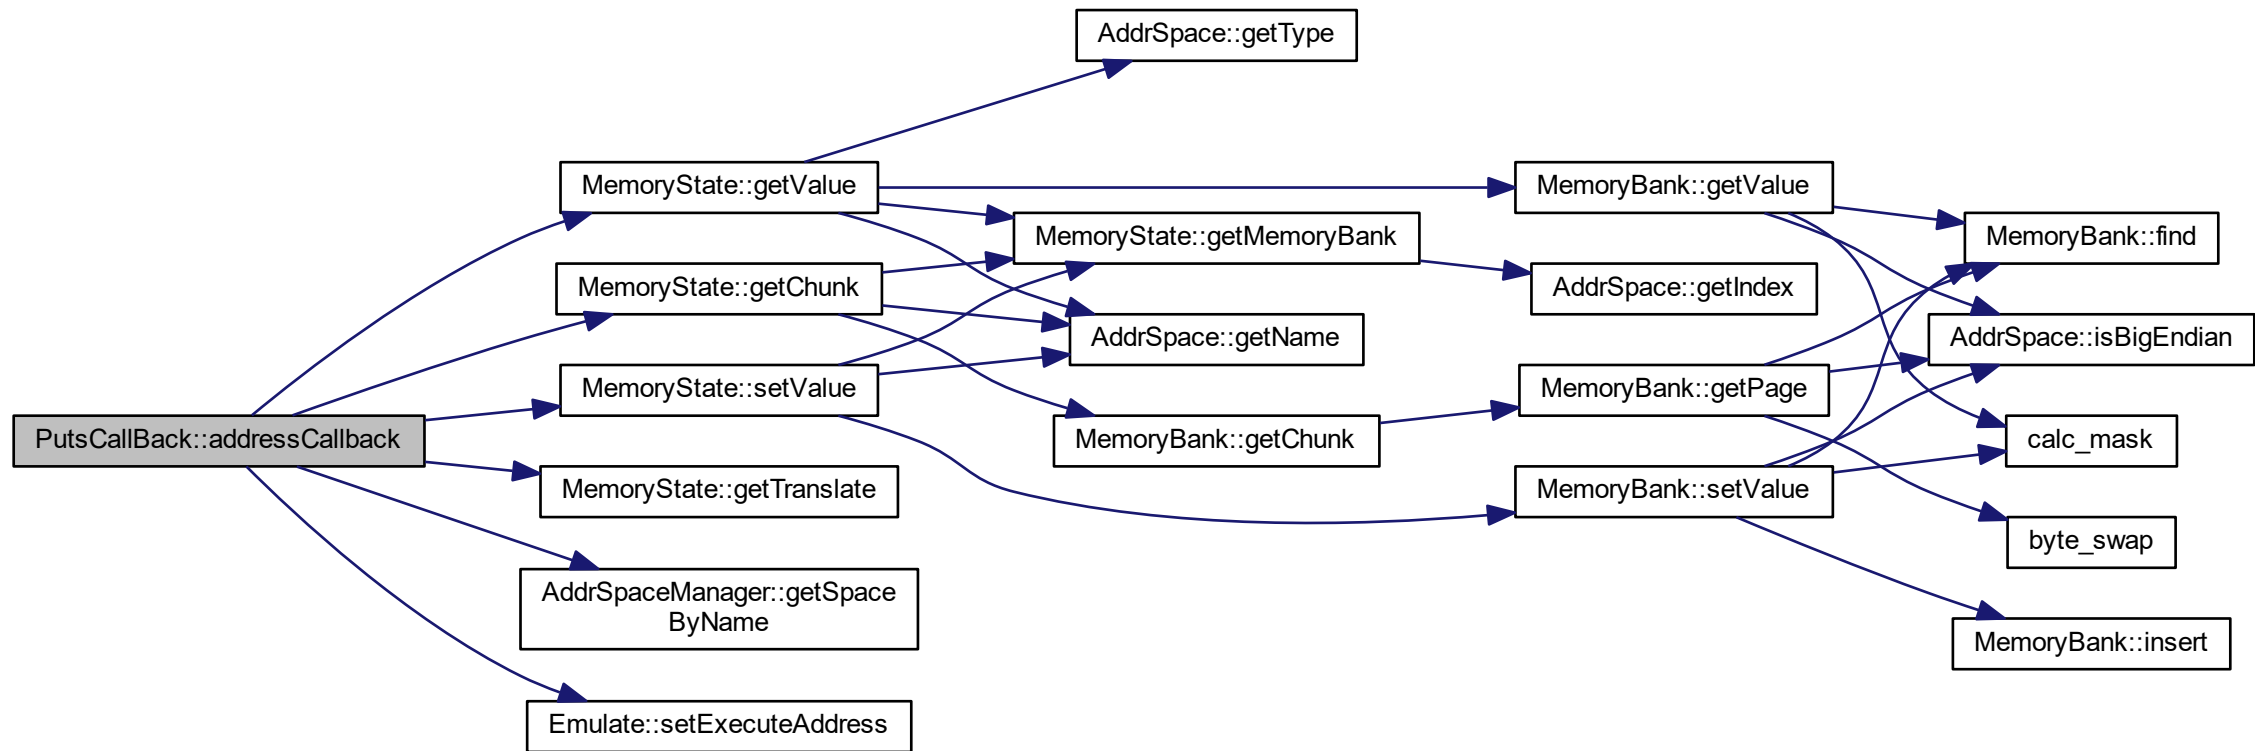 AddrSpace::getType
MemoryState::getValue
MemoryBank::getValue
MemoryState::getMemoryBank
MemoryBank::find
MemoryState::getChunk
AddrSpace::getIndex
AddrSpace::getName
AddrSpace::isBigEndian
MemoryState::setValue
MemoryBank::getPage
PutsCallBack::addressCallback
MemoryBank::getChunk
calc_mask
MemoryState::getTranslate
MemoryBank::setValue
byte_swap
AddrSpaceManager::getSpace
ByName
MemoryBank::insert
Emulate::setExecuteAddress